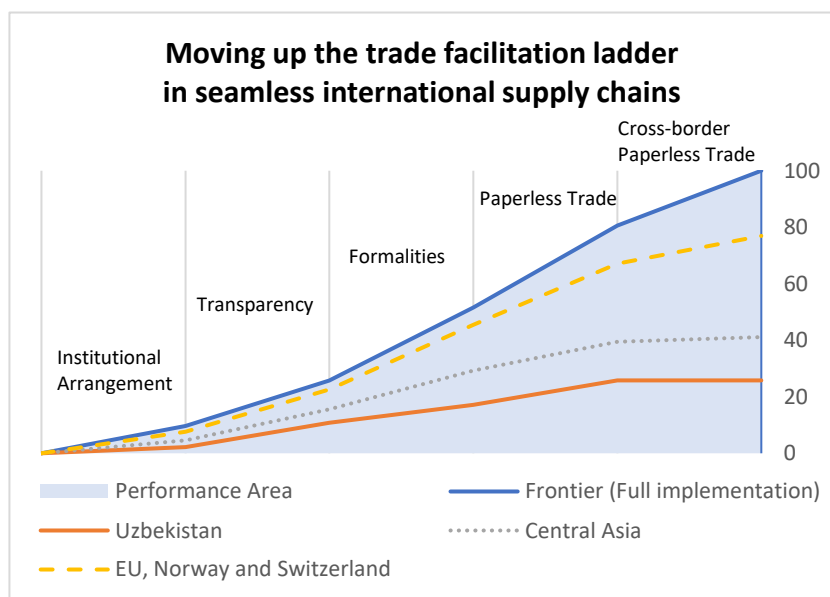 Moving up the trade facilitation ladder
in seamless international supply chains
Cross-border
Paperless Trade
100
Paperless Trade
80
Formalities
60
Transparency
40
Institutional
Arrangement
20
0
Performance Area
Frontier (Full implementation)
Uzbekistan
Central Asia
EU, Norway and Switzerland